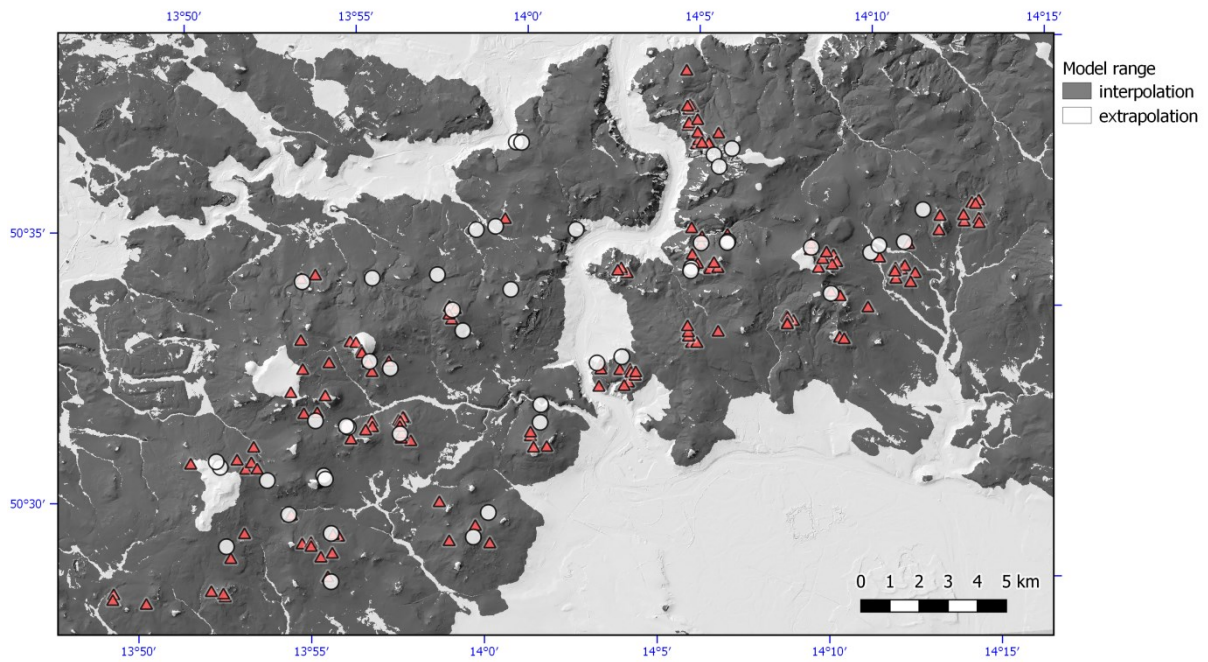 13°50′ 13°55′ 14°0′ 14°5′ 14°10′ 14°15′
Model range
interpolation
extrapolation
50°35′
50°30′
0 1 2 3 4 5 km
13°50′ 13°55′ 14°0′ 14°5′ 14°10′ 14°15′